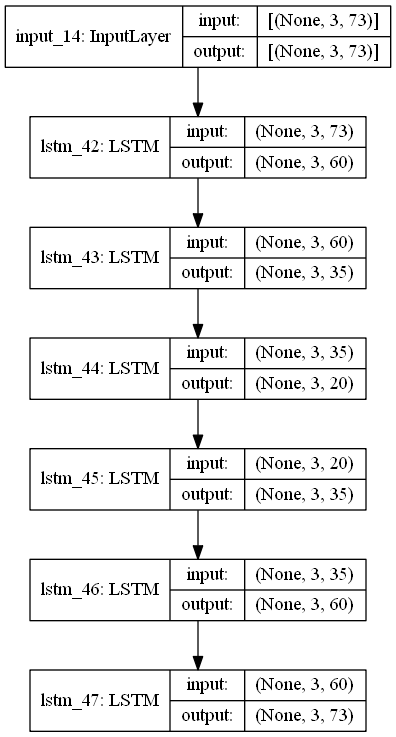 input_14: InputLayer
input: [(None, 3, 73)]
output: [(None, 3, 73)]
lstm_42: LSTM
input: (None, 3, 73)
output: (None, 3, 60)
lstm_43: LSTM
input: (None, 3, 60)
output: (None, 3, 35)
lstm_44: LSTM
input: (None, 3, 35)
output: (None, 3, 20)
lstm_45: LSTM
input: (None, 3, 20)
output: (None, 3, 35)
lstm_46: LSTM
input: (None, 3, 35)
output: (None, 3, 60)
lstm_47: LSTM
input: (None, 3, 60)
output: (None, 3, 73)